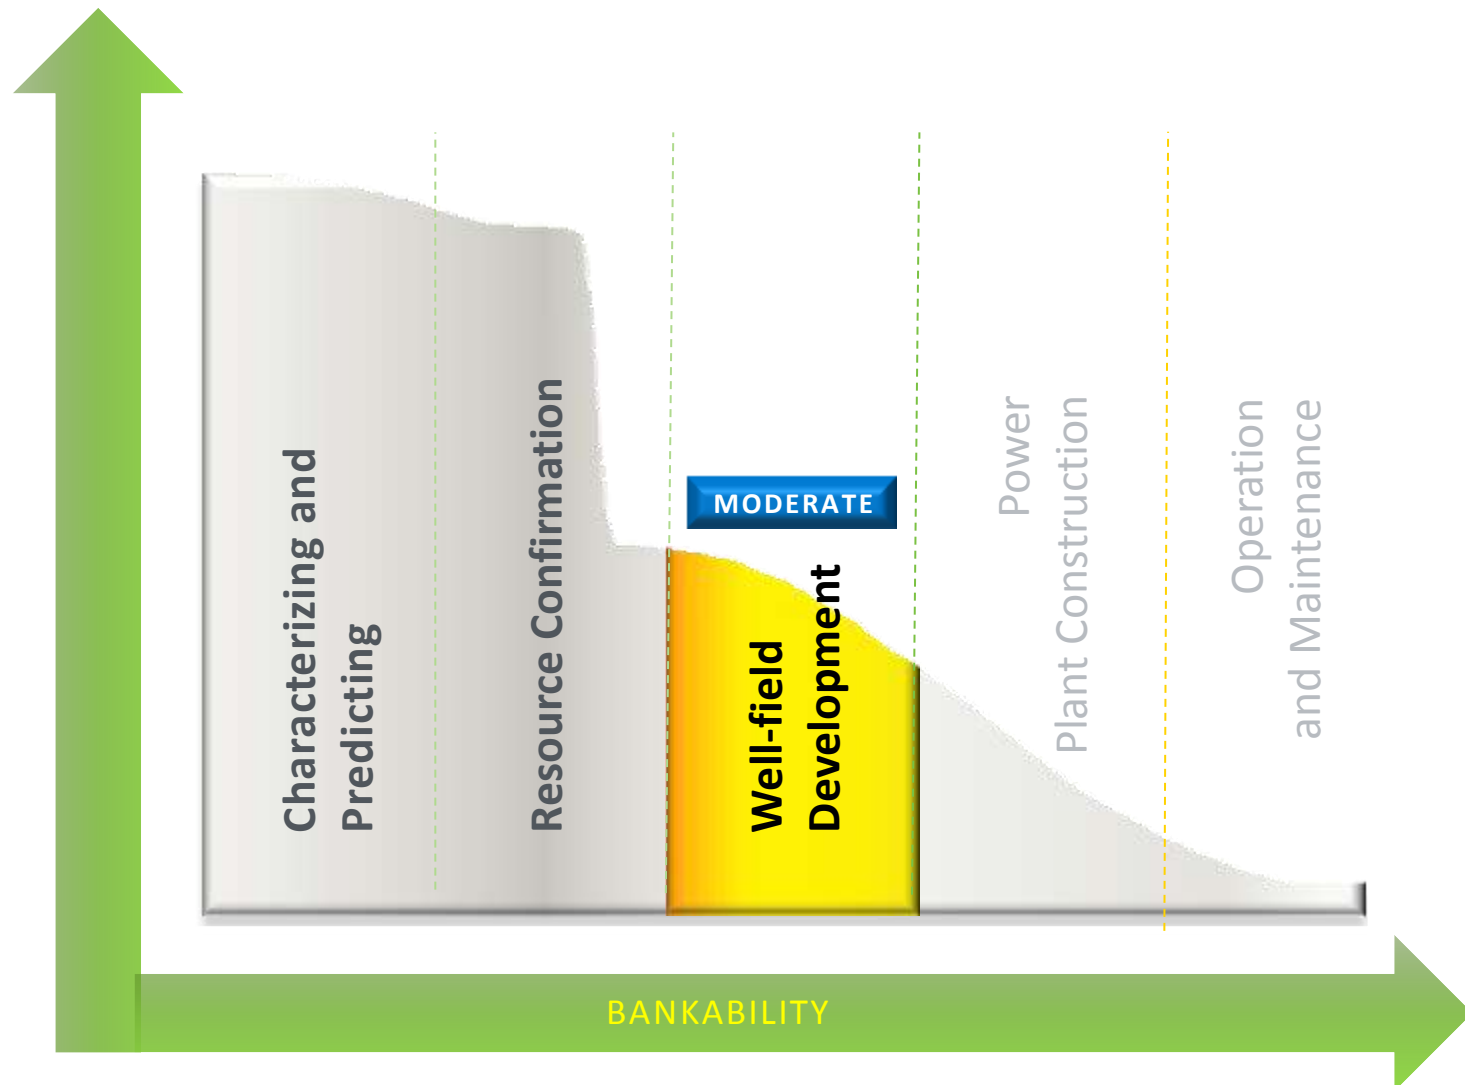 Characterizing and
Predicting
Resource Confirmation
MODERATE
Well-field
Development
Power
Plant Construction
Operation
and Maintenance
BANKABILITY